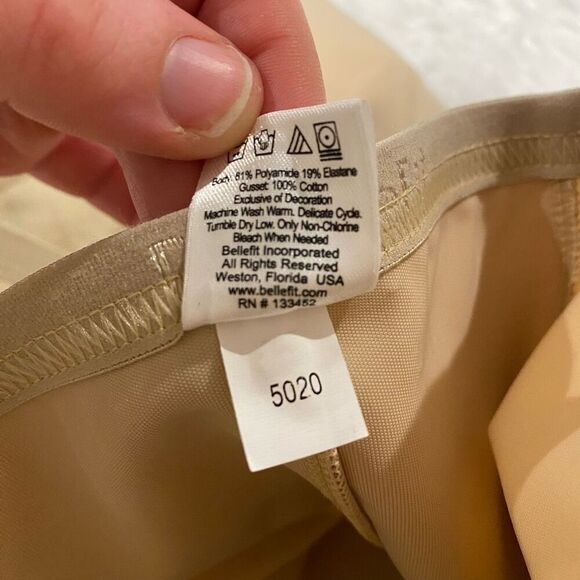 Body: 81% Polyamide 19% Elastane
Gusset: 100% Cotton
Exclusive of Decoration
Machine Wash Warm. Delicate Cycle.
Tumble Dry Low. Only Non-Chlorine
Bleach When Needed
Bellefit Incorporated
All Rights Reserved
Weston, Florida USA
www.bellefit.com
RN # 133452
5020